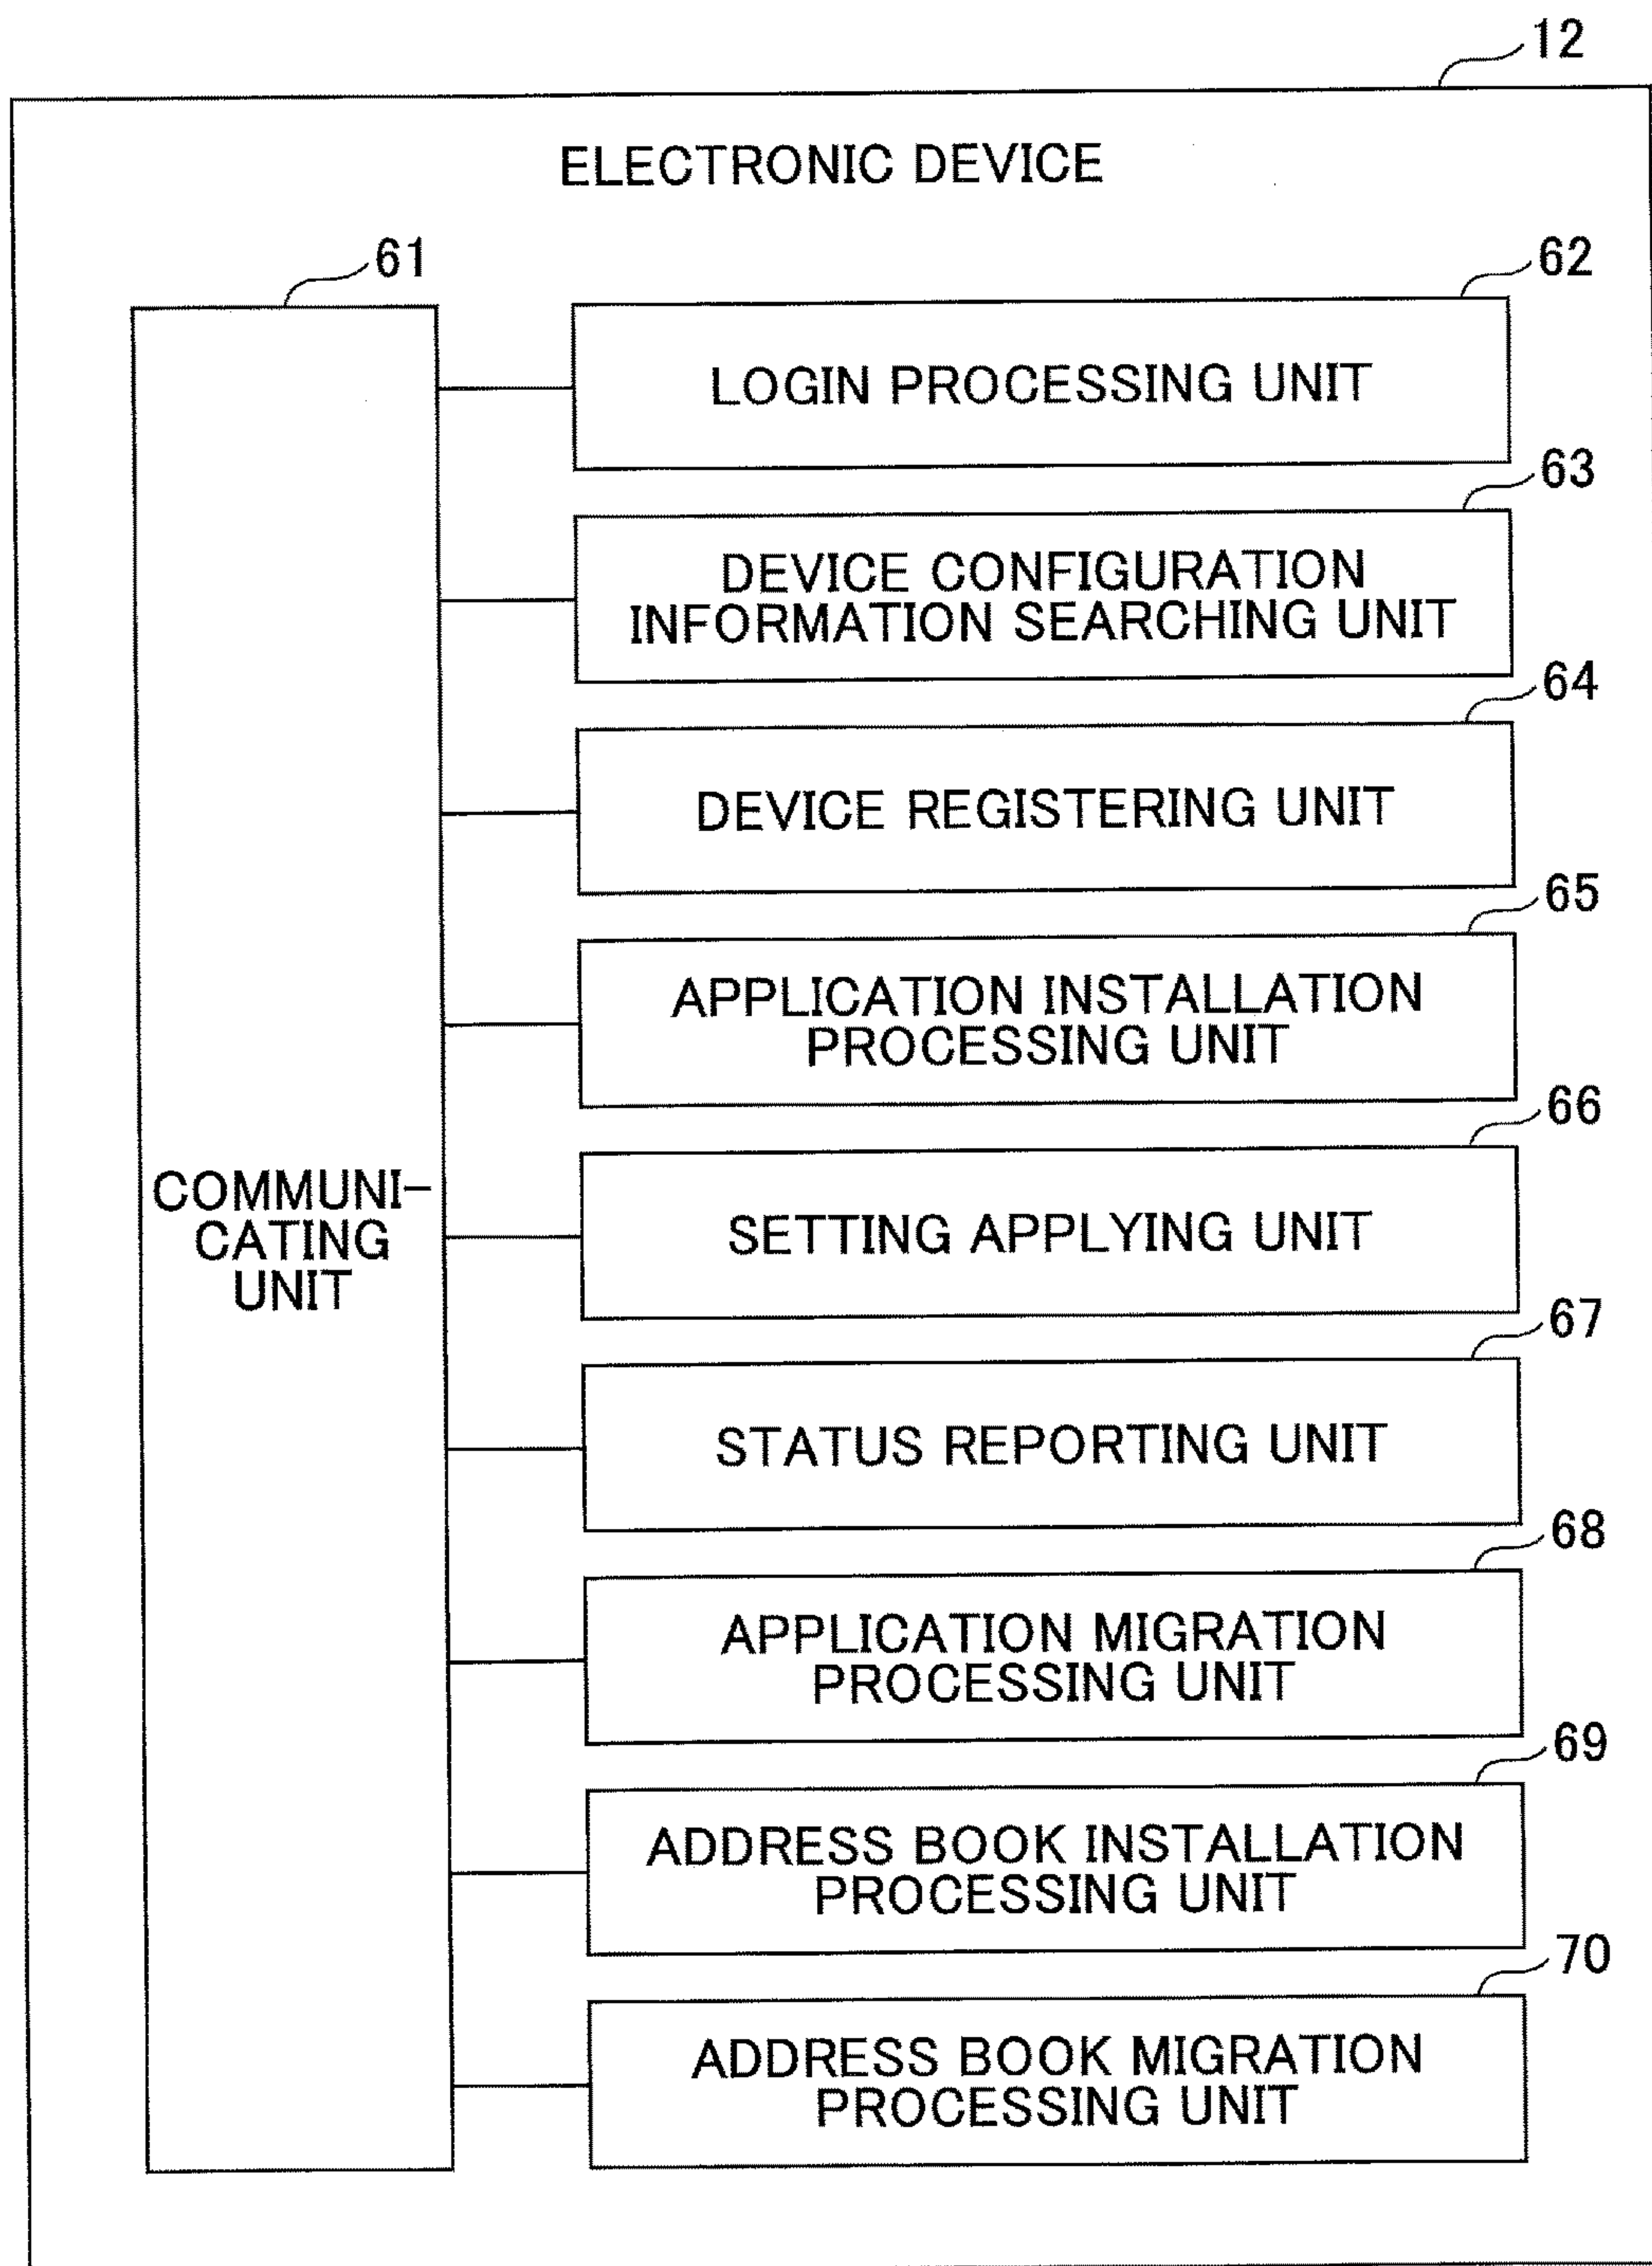 12
ELECTRONIC DEVICE
61
COMMUNI-
CATING
UNIT
62
LOGIN PROCESSING UNIT
63
DEVICE CONFIGURATION
INFORMATION SEARCHING UNIT
64
DEVICE REGISTERING UNIT
65
APPLICATION INSTALLATION
PROCESSING UNIT
66
SETTING APPLYING UNIT
67
STATUS REPORTING UNIT
68
APPLICATION MIGRATION
PROCESSING UNIT
69
ADDRESS BOOK INSTALLATION
PROCESSING UNIT
70
ADDRESS BOOK MIGRATION
PROCESSING UNIT